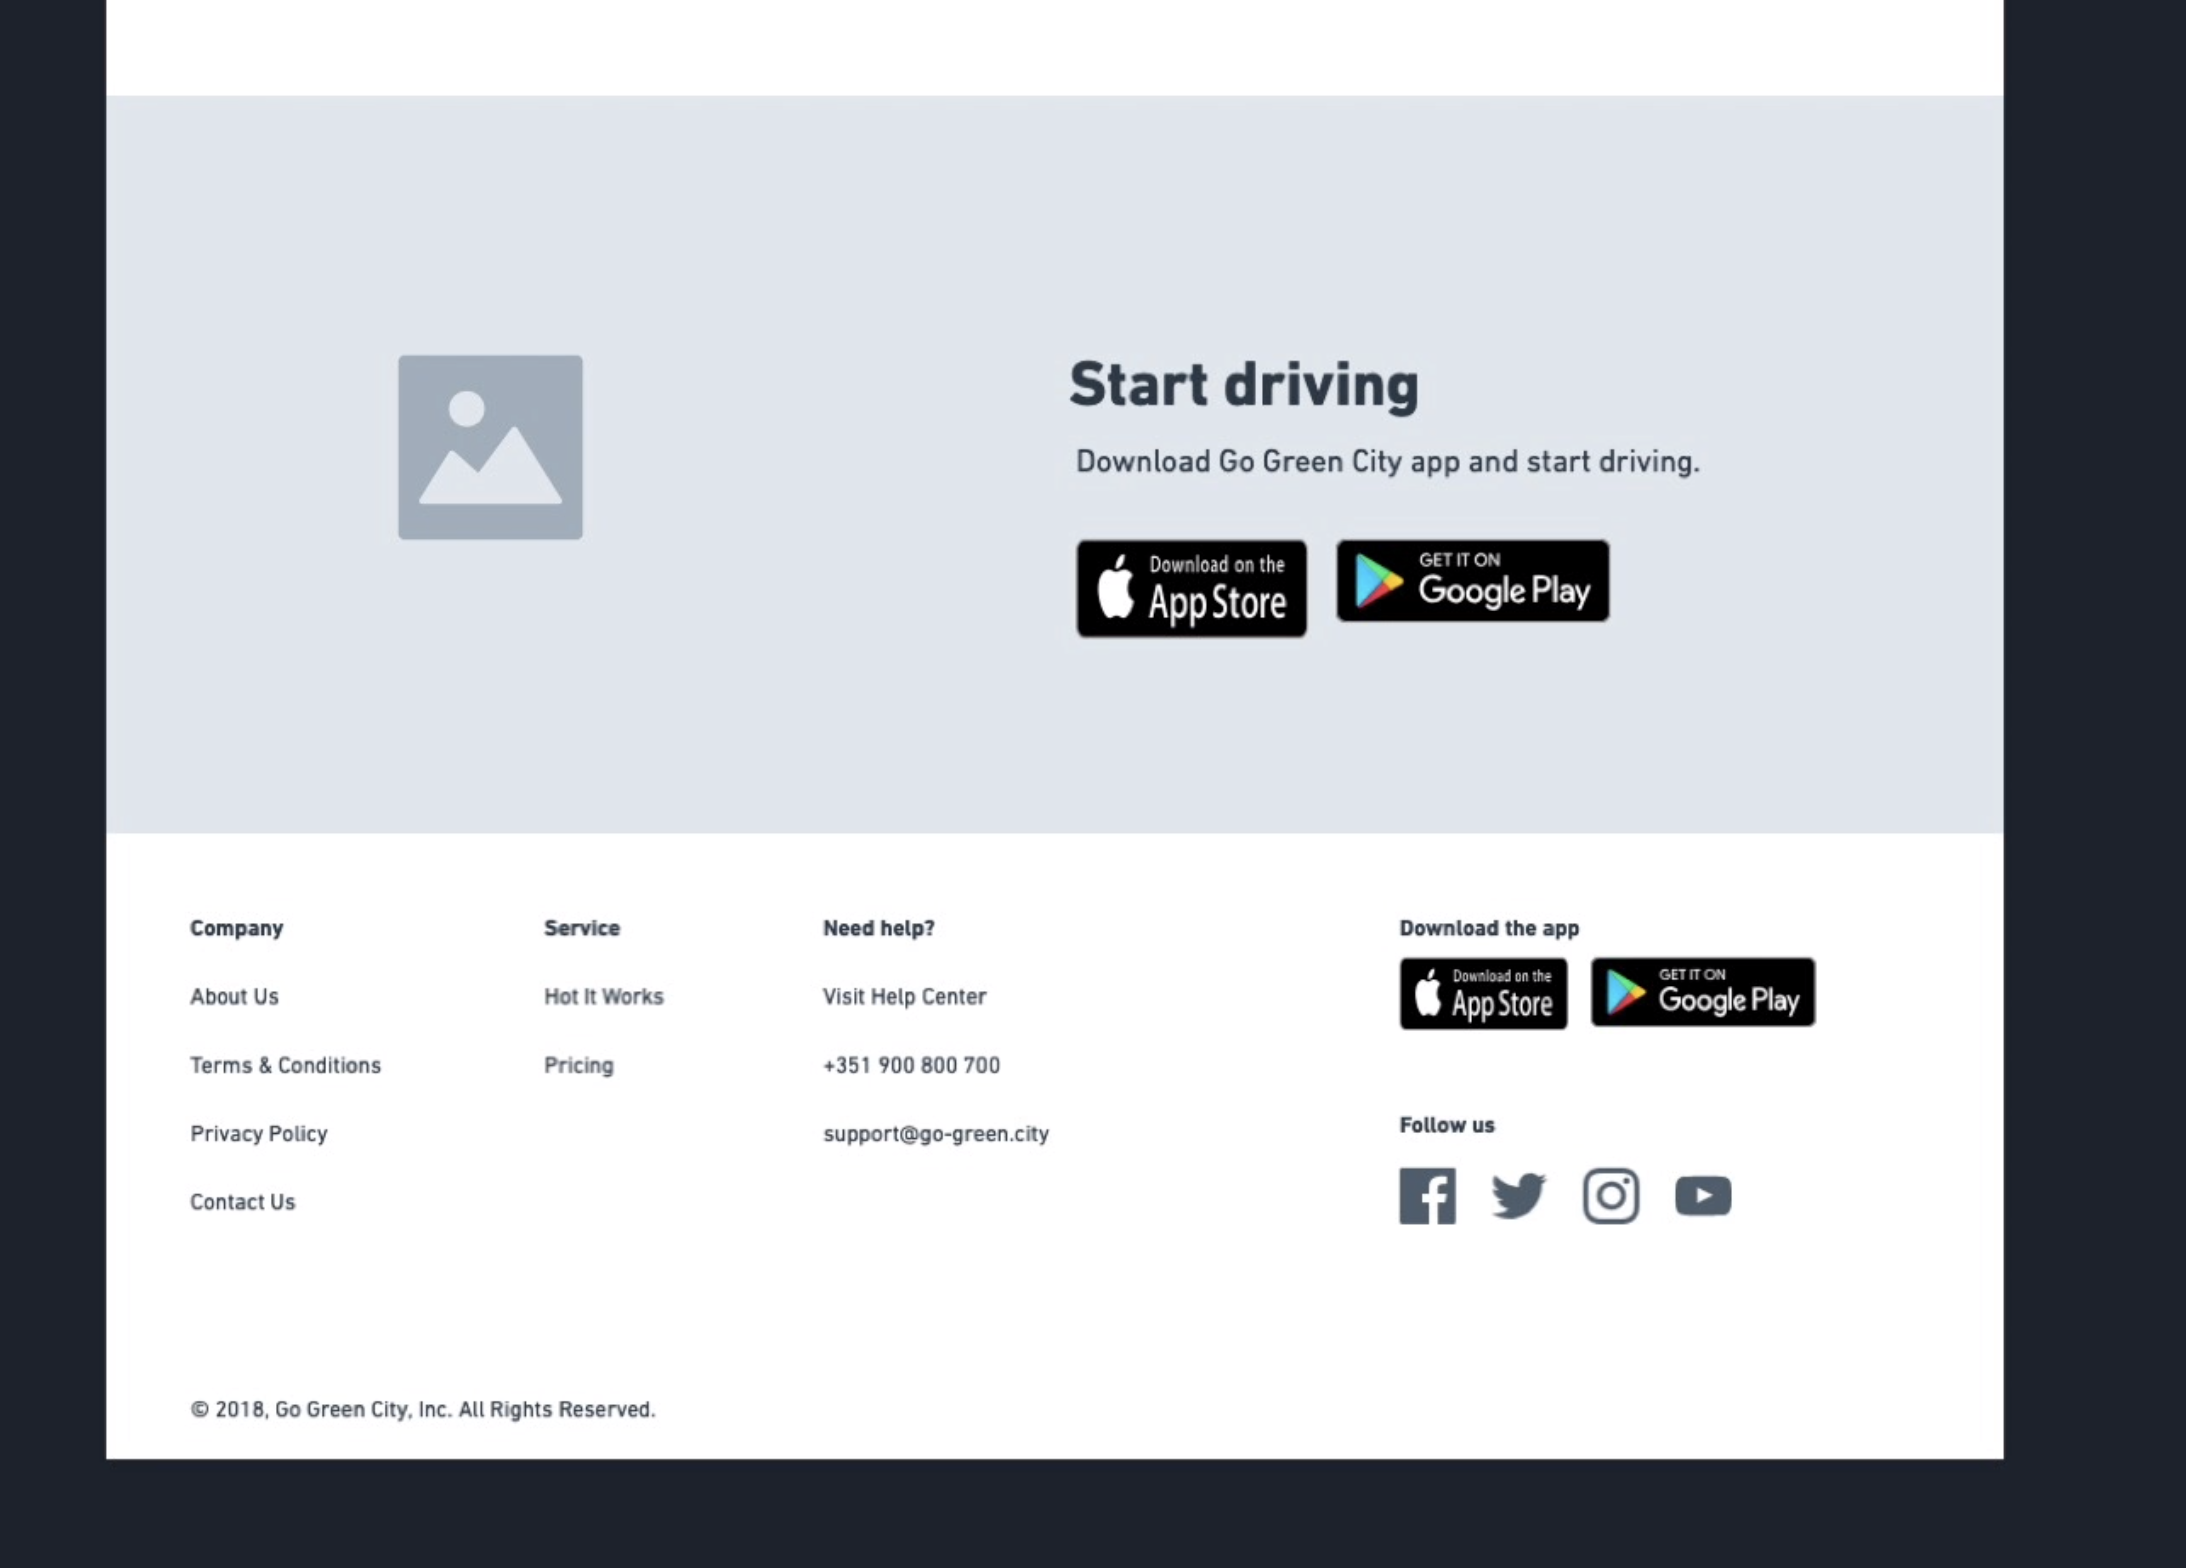 Start driving
Download Go Green City app and start driving.
Download on the
App Store
GET IT ON
Google Play
Company
About Us
Terms & Conditions
Privacy Policy
Contact Us
Service
Hot It Works
Pricing
Need help?
Visit Help Center
+351 900 800 700
support@go-green.city
Download the app
Download on the
App Store
GET IT ON
Google Play
Follow us
© 2018, Go Green City, Inc. All Rights Reserved.